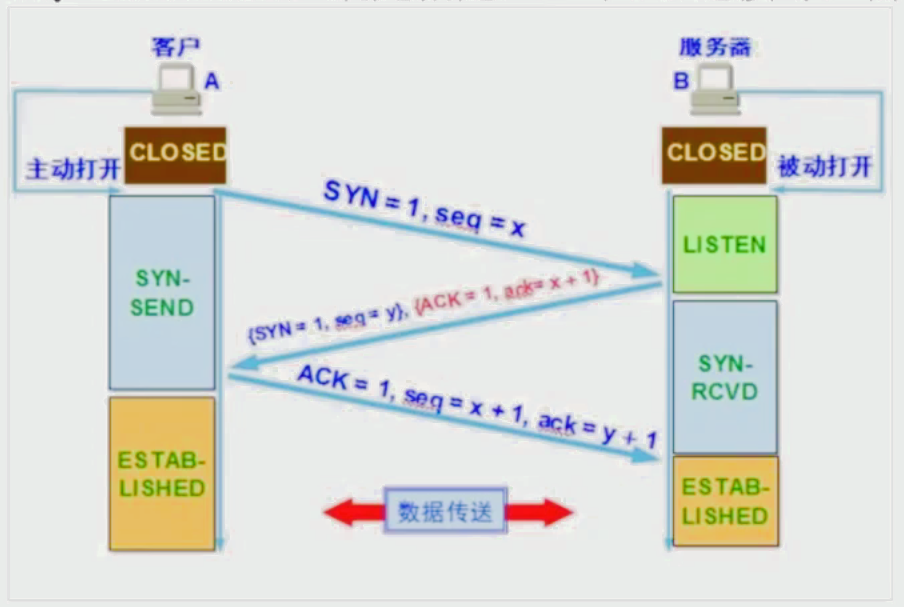 客户
服务器
A
B
CLOSED
CLOSED
主动打开
被动打开
SYN = 1, seq = x
LISTEN
SYN-
SEND
{SYN = 1, seq = y}, {ACK = 1, ack= x + 1}
SYN-
RCVD
ACK = 1, seq = x + 1, ack = y + 1
ESTAB-
LISHED
ESTAB-
LISHED
数据传送